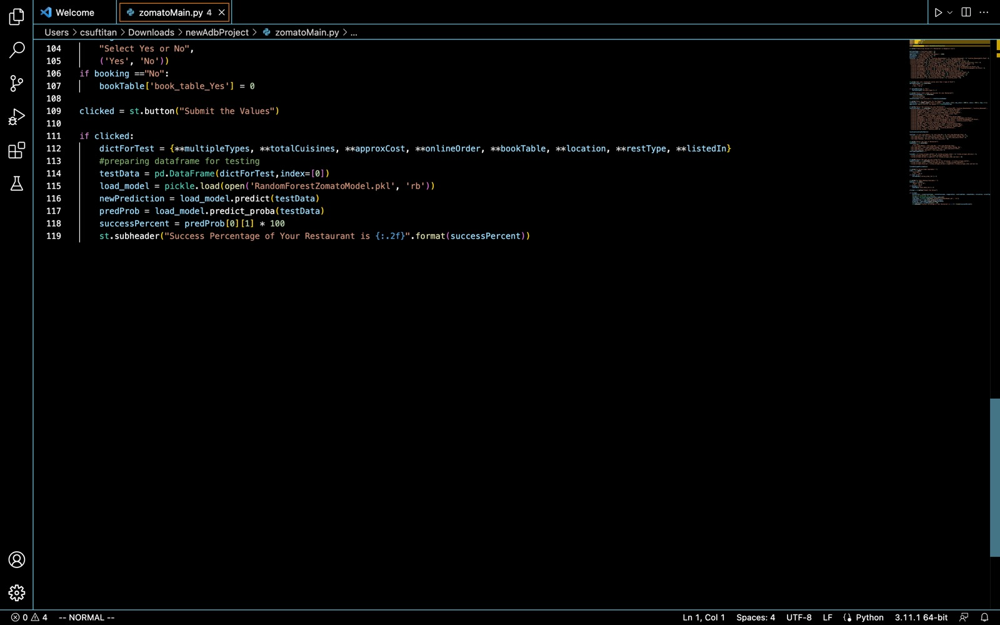 Welcome
zomatoMain.py 4
Users > csuftitan > Downloads > newAdbProject > zomatoMain.py > ...
104 "Select Yes or No",
105 ('Yes', 'No'))
106 if booking =="No":
107 bookTable['book_table_Yes'] = 0
108
109 clicked = st.button("Submit the Values")
110
111 if clicked:
112 dictForTest = {**multipleTypes, **totalCuisines, **approxCost, **onlineOrder, **bookTable, **location, **restType, **listedIn}
113 #preparing dataframe for testing
114 testData = pd.DataFrame(dictForTest,index=[0])
115 load_model = pickle.load(open('RandomForestZomatoModel.pkl', 'rb'))
116 newPrediction = load_model.predict(testData)
117 predProb = load_model.predict_proba(testData)
118 successPercent = predProb[0][1] * 100
119 st.subheader("Success Percentage of Your Restaurant is {:.2f}".format(successPercent))
0 4 -- NORMAL -- Ln 1, Col 1 Spaces: 4 UTF-8 LF Python 3.11.1 64-bit